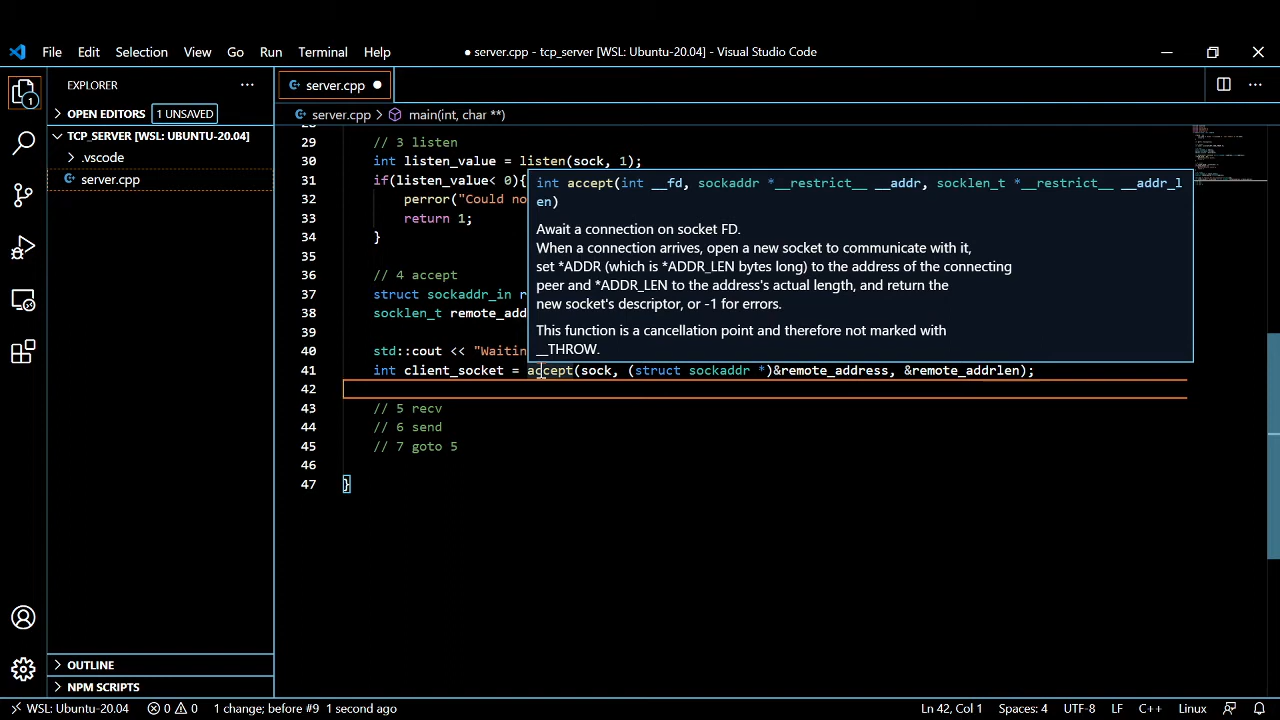 File Edit Selection View Go Run Terminal Help ● server.cpp - tcp_server [WSL: Ubuntu-20.04] - Visual Studio Code
EXPLORER ···
OPEN EDITORS 1 UNSAVED
TCP_SERVER [WSL: UBUNTU-20.04]
.vscode
server.cpp
1
OUTLINE
NPM SCRIPTS
server.cpp
server.cpp > main(int, char **)
29 // 3 listen
30 int listen_value = listen(sock, 1);
31 if(listen_value< 0){
32 perror("Could no
33 return 1;
34 }
35
36 // 4 accept
37 struct sockaddr_in r
38 socklen_t remote_add
39
40 std::cout << "Waitin
41 int client_socket = accept(sock, (struct sockaddr *)&remote_address, &remote_addrlen);
42
43 // 5 recv
44 // 6 send
45 // 7 goto 5
46
47 }
int accept(int __fd, sockaddr *__restrict__ __addr, socklen_t *__restrict__ __addr_l
en)
Await a connection on socket FD.
When a connection arrives, open a new socket to communicate with it,
set *ADDR (which is *ADDR_LEN bytes long) to the address of the connecting
peer and *ADDR_LEN to the address's actual length, and return the
new socket's descriptor, or -1 for errors.
This function is a cancellation point and therefore not marked with
__THROW.
WSL: Ubuntu-20.04 0 0 1 change; before #9 1 second ago Ln 42, Col 1 Spaces: 4 UTF-8 LF C++ Linux